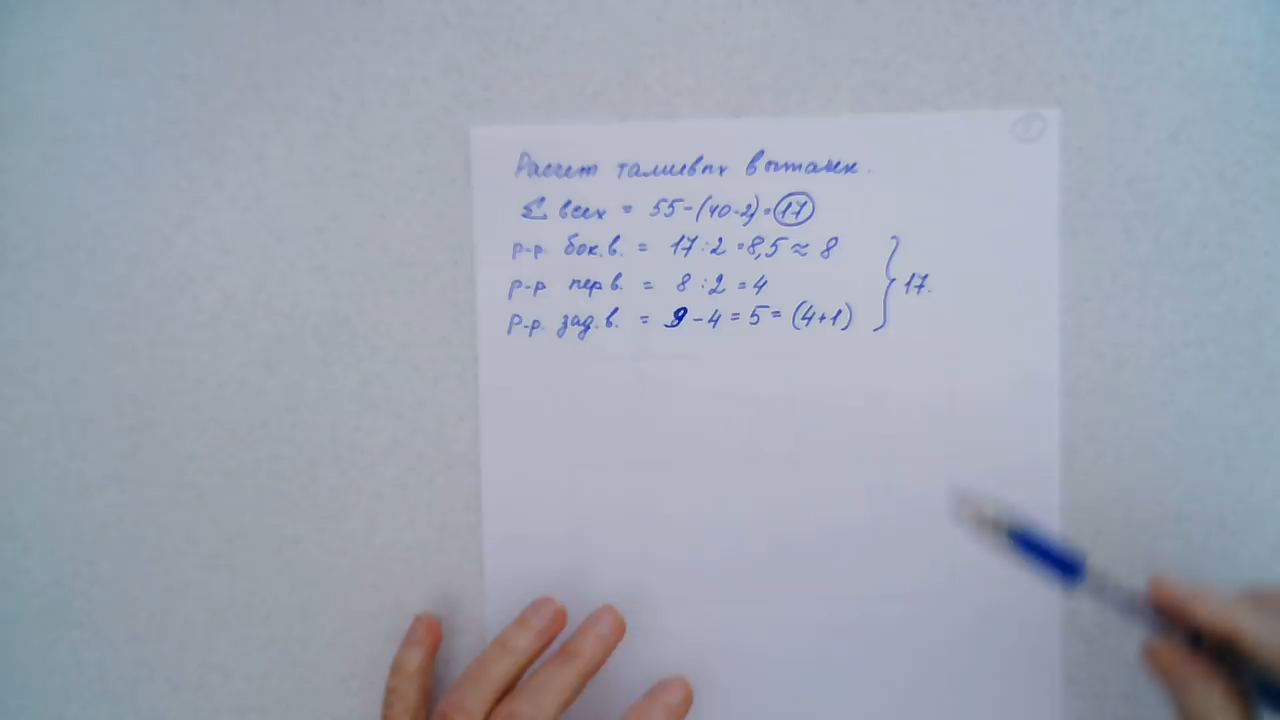 Расчет талиевых вытачек.
Σ всех = 55-(40-2)=17
р-р. бок.в. = 17:2=8,5≈8
р-р пер в. = 8:2=4
р-р. зад.в. = 9-4=5=(4+1)
17.